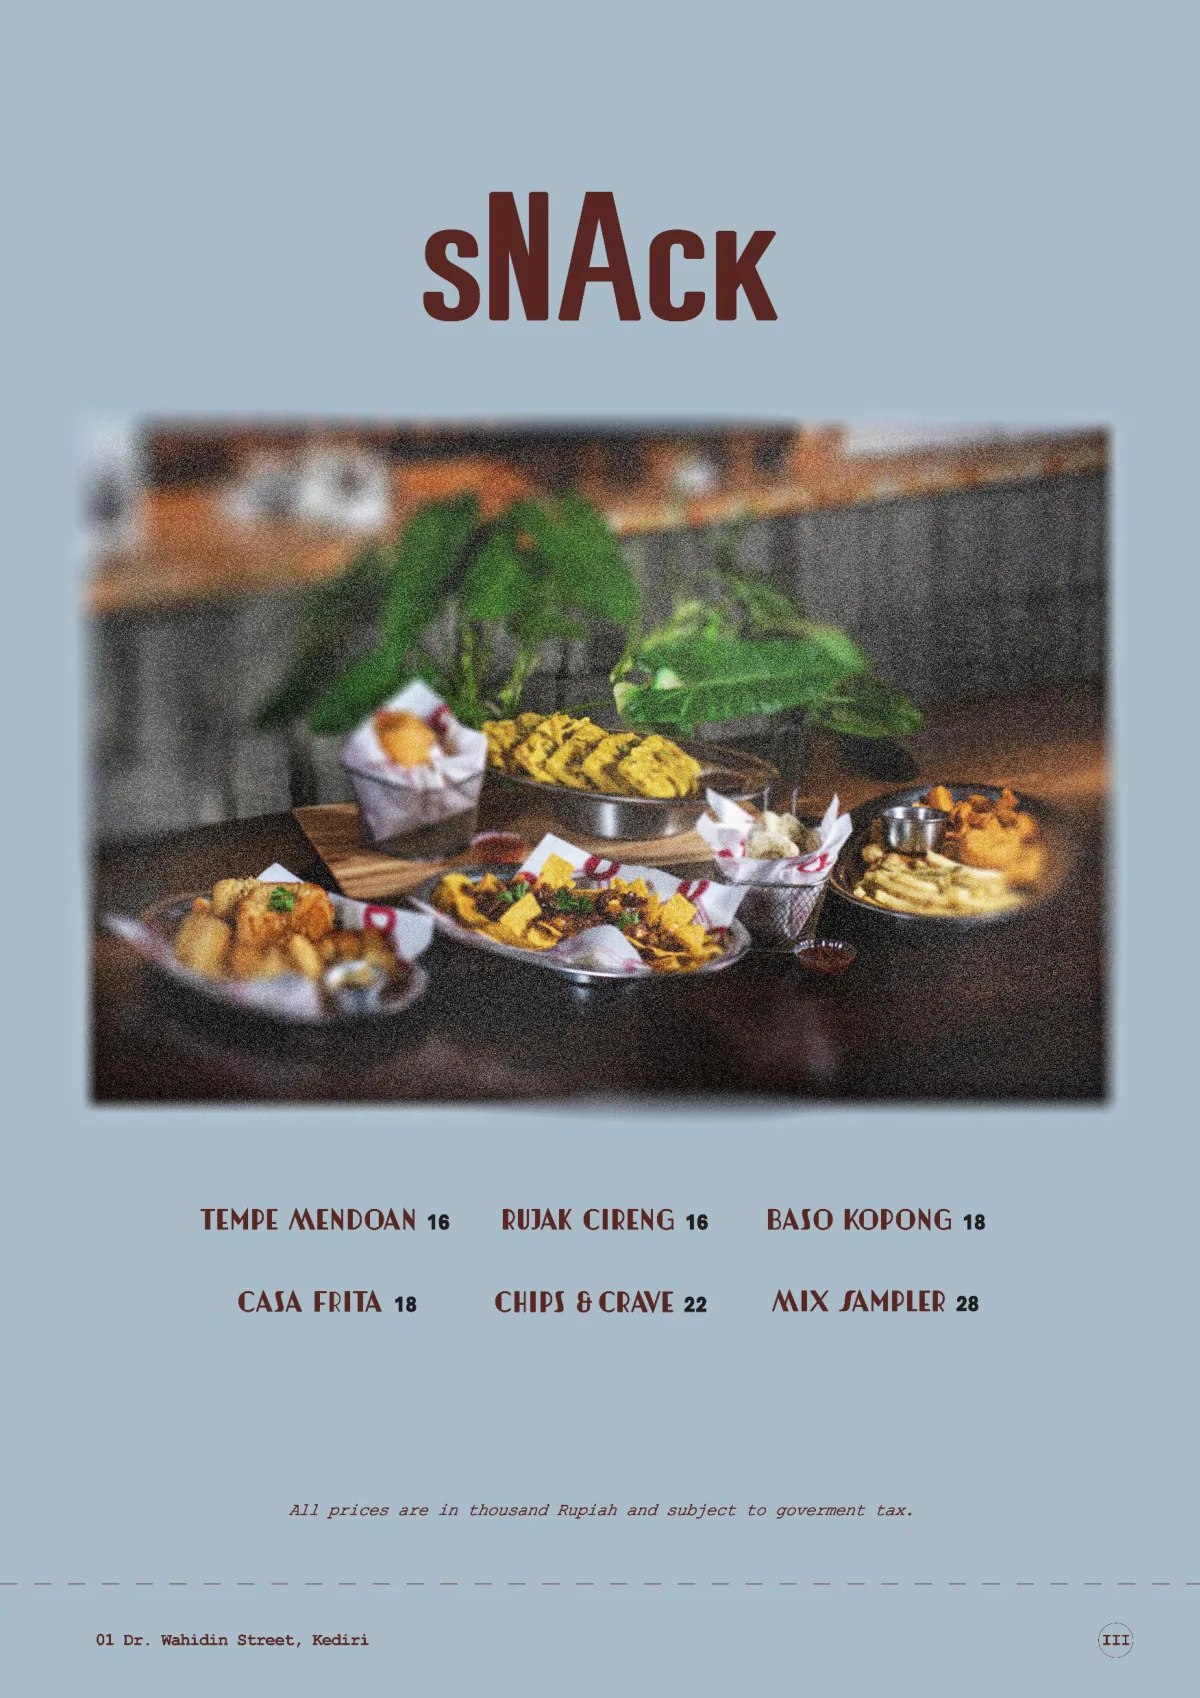 sNAcK
TEMPE MENDOAN 16 RUJAK CIRENG 16 BASO KOPONG 18
CASA FRITA 18 CHIPS & CRAVE 22 MIX SAMPLER 28
All prices are in thousand Rupiah and subject to goverment tax.
01 Dr. Wahidin Street, Kediri
III